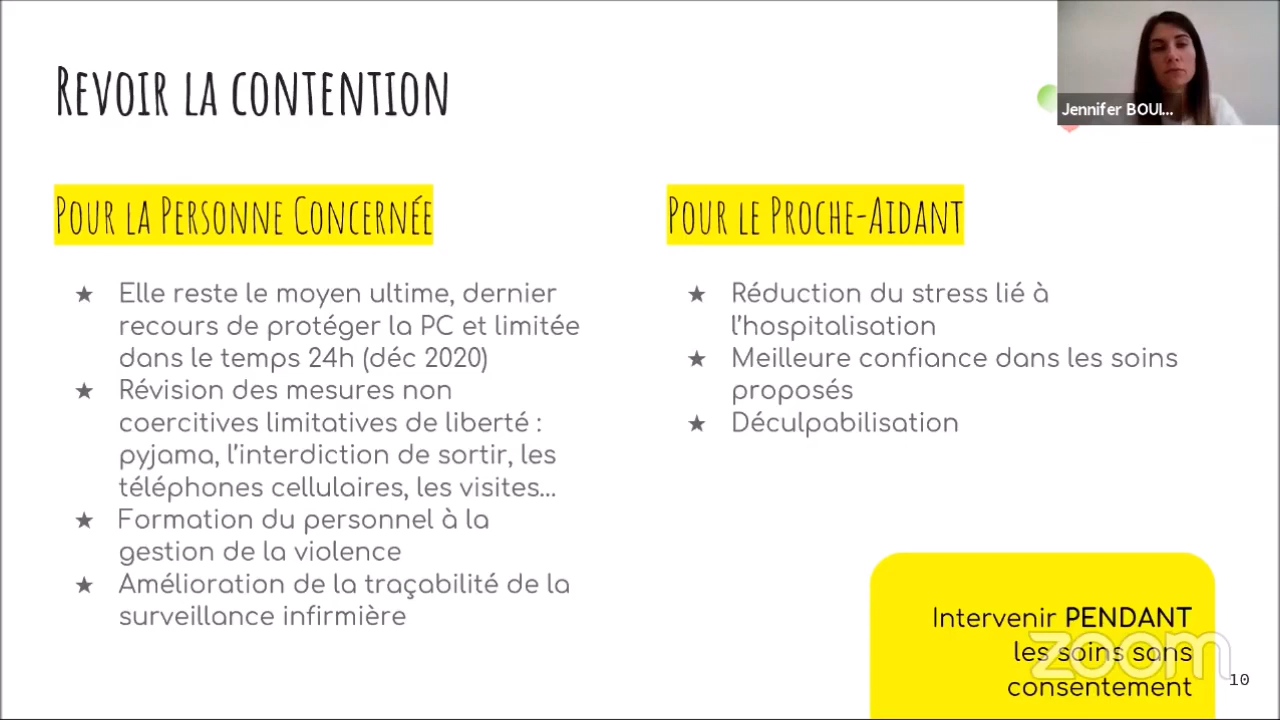 Revoir la contention
Jennifer BOUI...
Pour la Personne Concernée
★ Elle reste le moyen ultime, dernier
recours de protéger la PC et limitée
dans le temps 24h (déc 2020)
★ Révision des mesures non
coercitives limitatives de liberté :
pyjama, l'interdiction de sortir, les
téléphones cellulaires, les visites...
★ Formation du personnel à la
gestion de la violence
★ Amélioration de la traçabilité de la
surveillance infirmière
Pour le Proche-Aidant
★ Réduction du stress lié à
l'hospitalisation
★ Meilleure confiance dans les soins
proposés
★ Déculpabilisation
Intervenir PENDANT
les soins sans
consentement
zoom
10